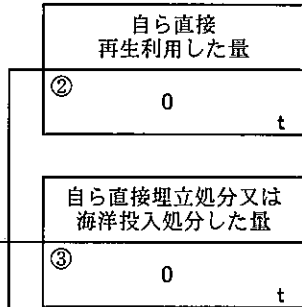 自ら直接
再生利用した量
②
0
t
自ら直接埋立処分又は
海洋投入処分した量
③
0
t